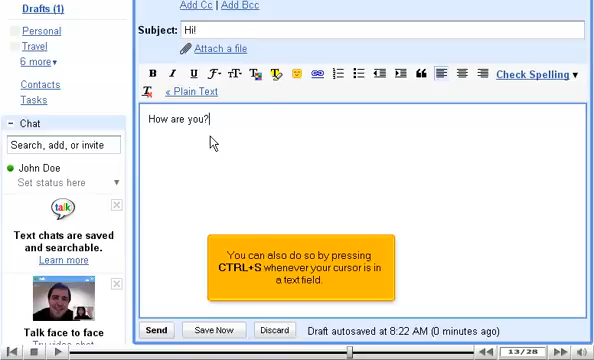 Drafts (1)
Personal
Travel
6 more▾
Contacts
Tasks
− Chat
Search, add, or invite
John Doe
Set status here
talk
Text chats are saved
and searchable.
Learn more
Talk face to face
Add Cc | Add Bcc
Subject: Hi!
Attach a file
B I U
Check Spelling ▾
« Plain Text
How are you?
You can also do so by pressing
CTRL+S whenever your cursor is in
a text field.
Send Save Now Discard Draft autosaved at 8:22 AM (0 minutes ago)
13/28